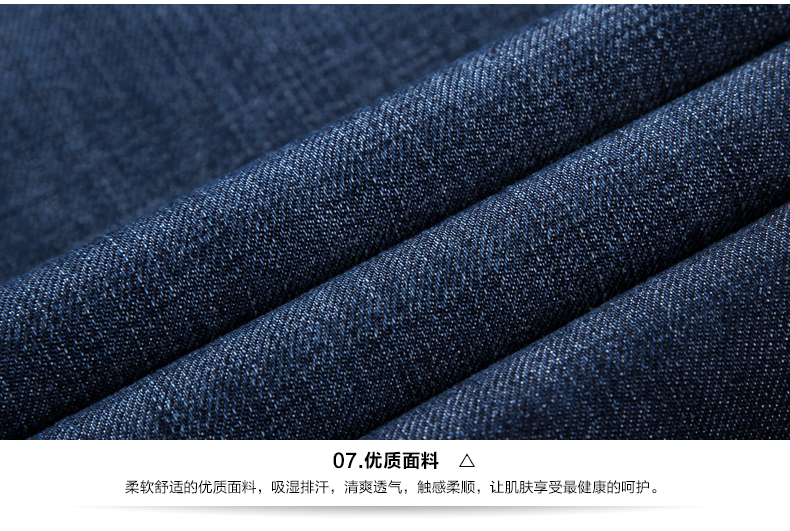 07.优质面料 △
柔软舒适的优质面料，吸湿排汗，清爽透气，触感柔顺，让肌肤享受最健康的呵护。